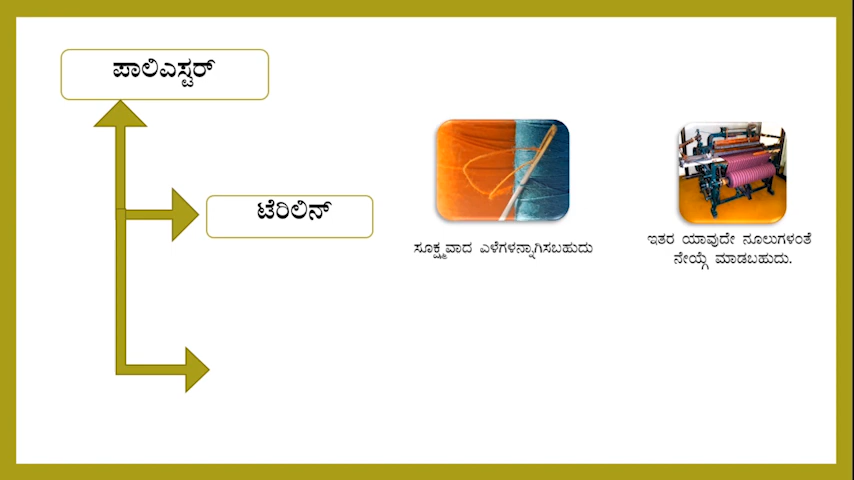 ಪಾಲಿಎಸ್ಟರ್
ಟೆರಿಲಿನ್
ಸೂಕ್ಷ್ಮವಾದ ಎಳೆಗಳನ್ನಾಗಿಸಬಹುದು
ಇತರ ಯಾವುದೇ ನೂಲುಗಳಂತೆ
ನೇಯ್ಗೆ ಮಾಡಬಹುದು.